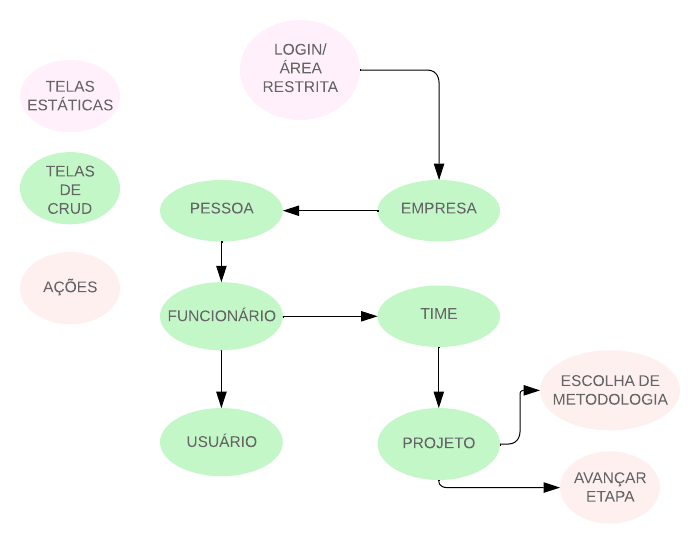 LOGIN/
ÁREA
RESTRITA
TELAS
ESTÁTICAS
TELAS
DE
CRUD
PESSOA
EMPRESA
AÇÕES
FUNCIONÁRIO
TIME
ESCOLHA DE
METODOLOGIA
USUÁRIO
PROJETO
AVANÇAR
ETAPA